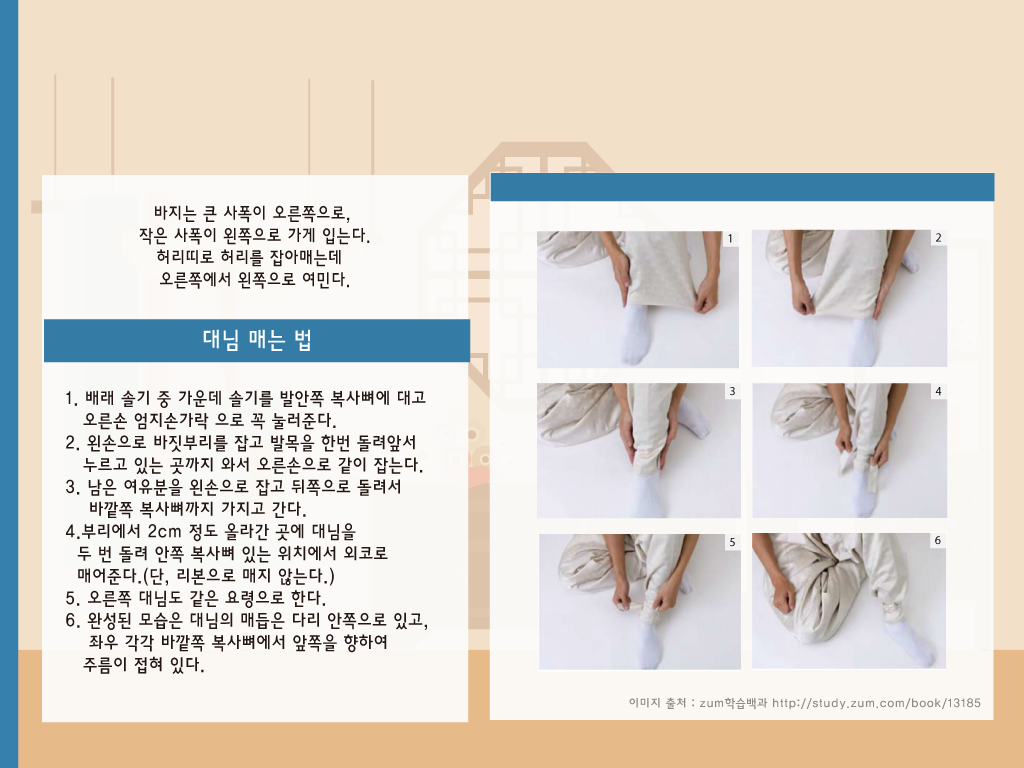 바지는 큰 사폭이 오른쪽으로,
작은 사폭이 왼쪽으로 가게 입는다.
허리띠로 허리를 잡아매는데
오른쪽에서 왼쪽으로 여민다.
대님 매는 법
1. 배래 솔기 중 가운데 솔기를 발안쪽 복사뼈에 대고
오른손 엄지손가락 으로 꼭 눌러준다.
2. 왼손으로 바짓부리를 잡고 발목을 한번 돌려앞서
누르고 있는 곳까지 와서 오른손으로 같이 잡는다.
3. 남은 여유분을 왼손으로 잡고 뒤쪽으로 돌려서
바깥쪽 복사뼈까지 가지고 간다.
4.부리에서 2cm 정도 올라간 곳에 대님을
두 번 돌려 안쪽 복사뼈 있는 위치에서 외코로
매어준다.(단, 리본으로 매지 않는다.)
5. 오른쪽 대님도 같은 요령으로 한다.
6. 완성된 모습은 대님의 매듭은 다리 안쪽으로 있고,
좌우 각각 바깥쪽 복사뼈에서 앞쪽을 향하여
주름이 접혀 있다.
1
2
3
4
5
6
이미지 출처 : zum학습백과 http://study.zum.com/book/13185